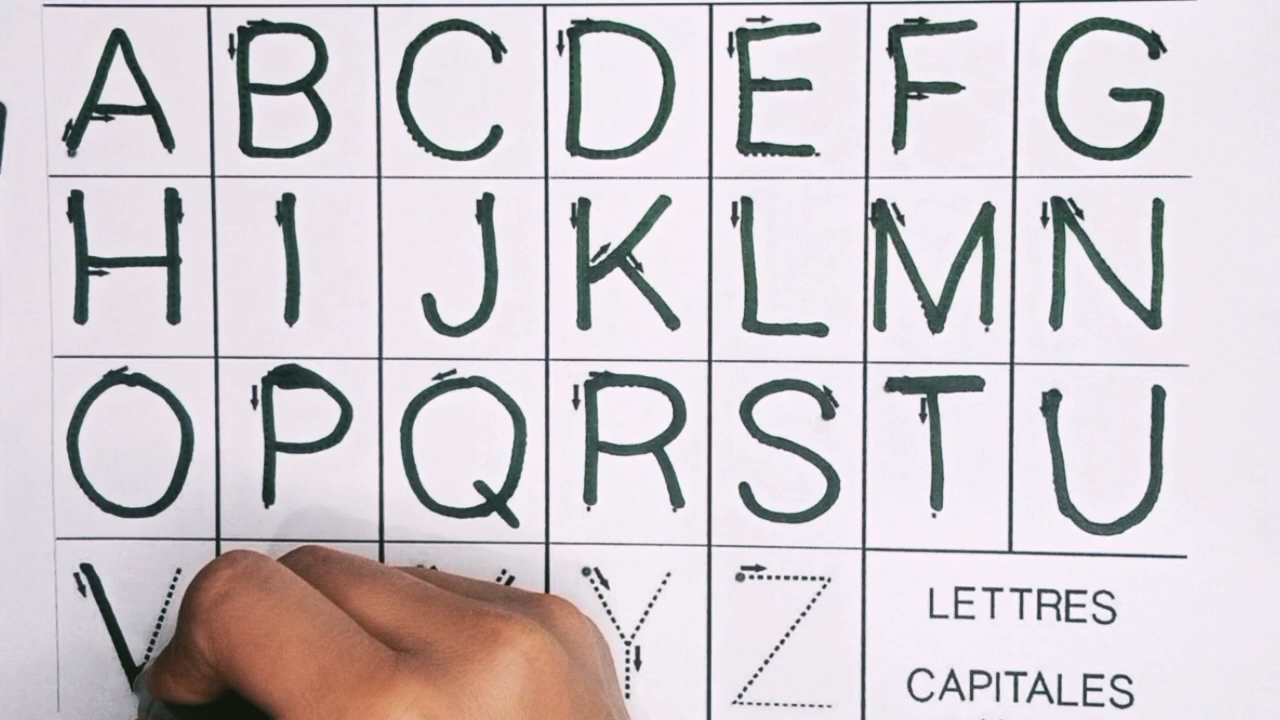 A B C D E F G
H I J K L M N
O P Q R S T U
V Y Z
LETTRES
CAPITALES